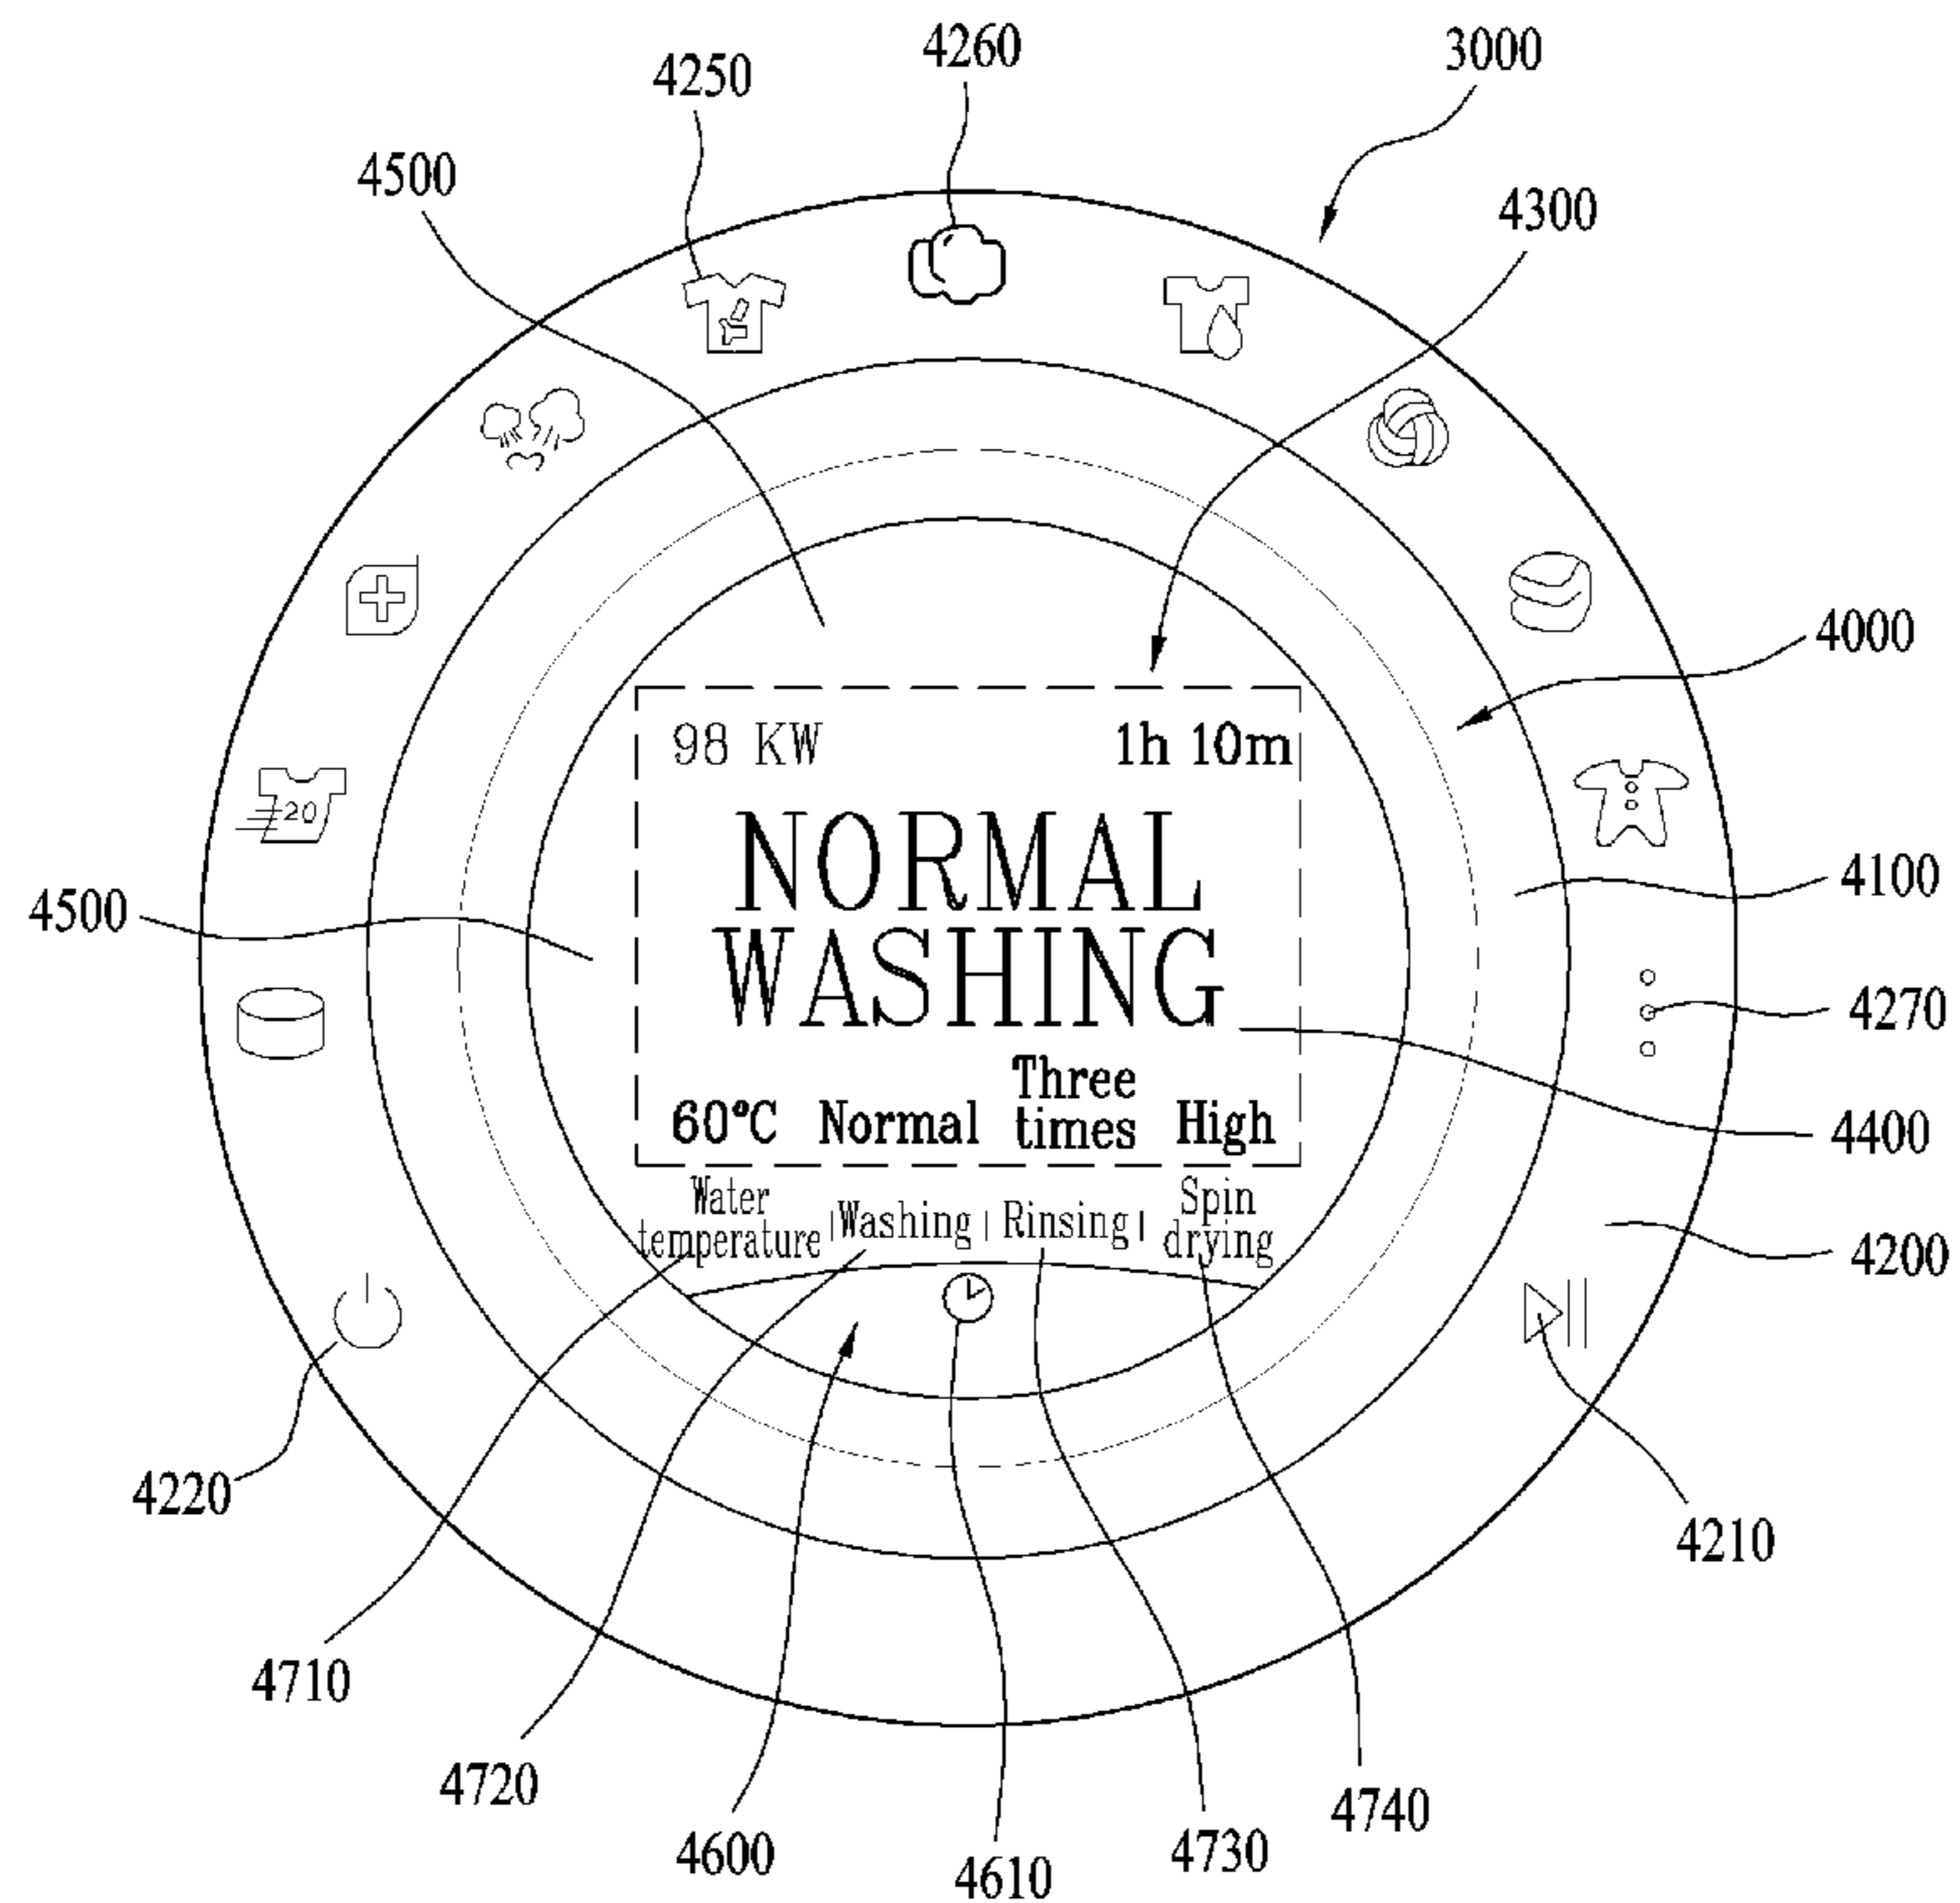 4260
3000
4250
4500
4300
4000
98 KW
1h 10m
20
NORMAL
WASHING
4100
4500
4270
Three
times
60°C Normal High
4400
Water
temperature
Washing
Rinsing
Spin
drying
4200
4220
4210
4710
4720
4740
4600
4730
4610